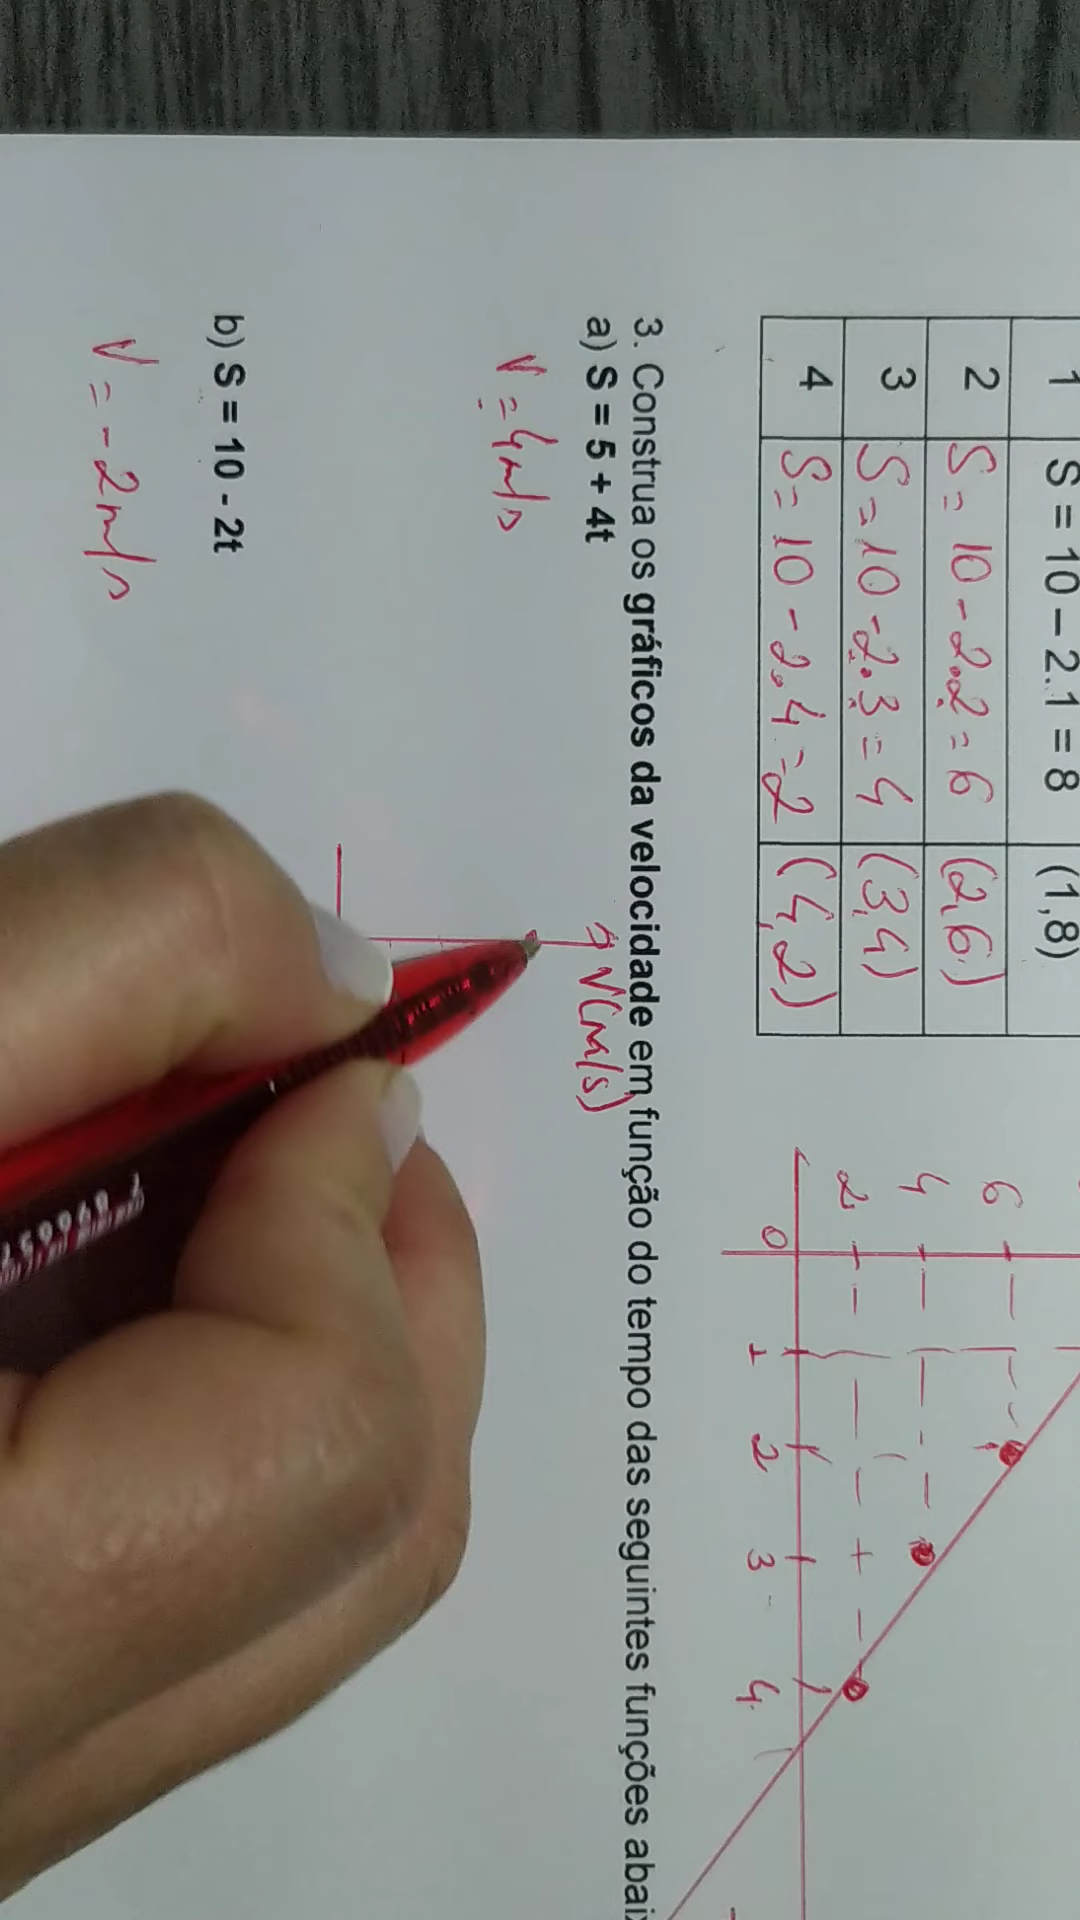 1 S = 10 – 2.1 = 8 (1,8)
2 S = 10 - 2.2 = 6 (2,6)
3 S = 10 - 2.3 = 4 (3,4)
4 S = 10 - 2.4 = 2 (4,2)
6
4
2
0 1 2 3 4
3. Construa os gráficos da velocidade em função do tempo das seguintes funções
a) S = 5 + 4t
V(m/s)
V = 4m/s
b) S = 10 - 2t
V = -2m/s